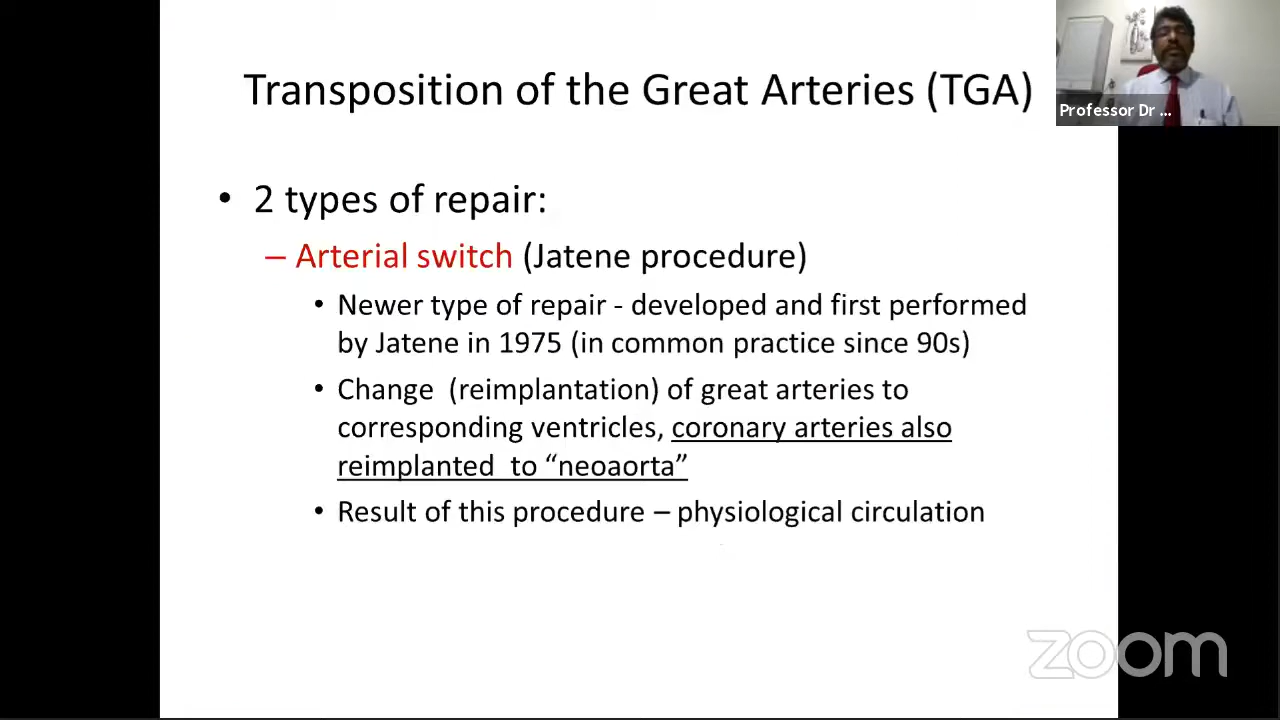 Transposition of the Great Arteries (TGA)
Professor Dr ...
• 2 types of repair:
– Arterial switch (Jatene procedure)
• Newer type of repair - developed and first performed
by Jatene in 1975 (in common practice since 90s)
• Change (reimplantation) of great arteries to
corresponding ventricles, coronary arteries also
reimplanted to “neoaorta”
• Result of this procedure – physiological circulation
zoom